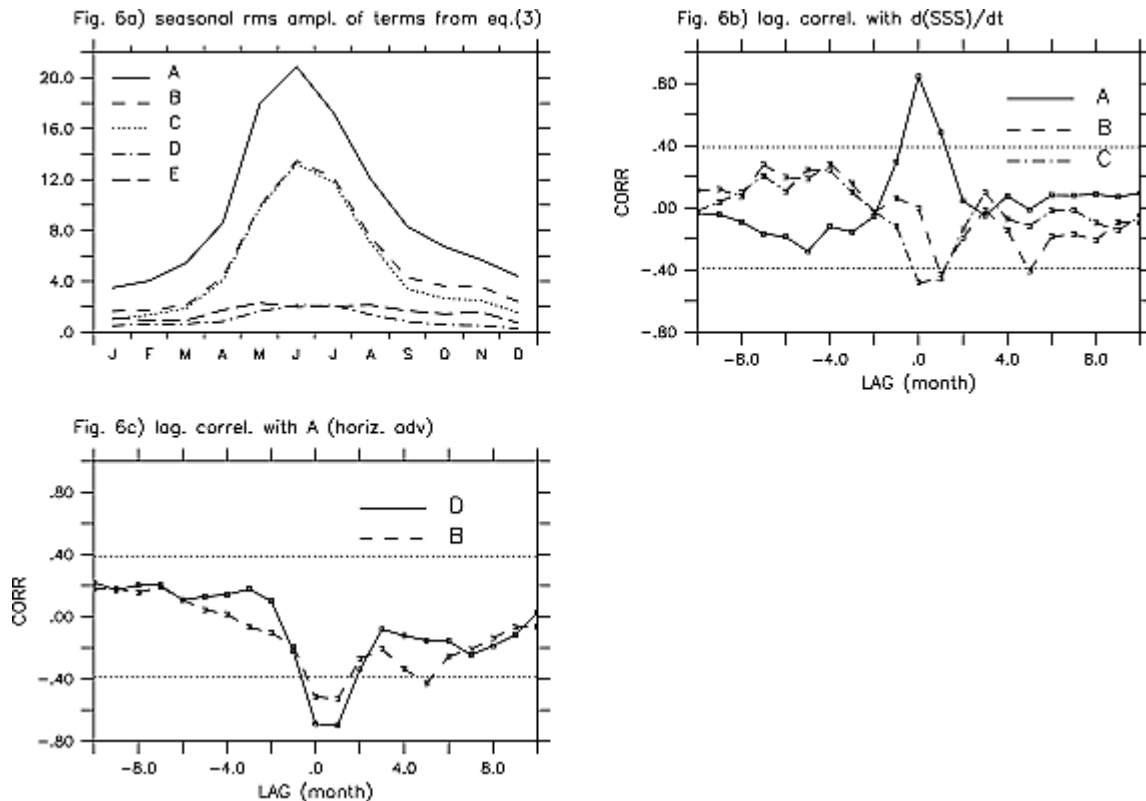 Fig. 6a) seasonal rms ampl. of terms from eq.(3)
20.0
16.0
12.0
8.0
4.0
.0
A
B
C
D
E
J F M A M J J A S O N D
Fig. 6b) lag. correl. with d(SSS)/dt
CORR
.80
.40
.00
-.40
-.80
A
B
C
-8.0 -4.0 .0 4.0 8.0
LAG (month)
Fig. 6c) lag. correl. with A (horiz. adv)
CORR
.80
.40
.00
-.40
-.80
D
B
-8.0 -4.0 .0 4.0 8.0
LAG (month)